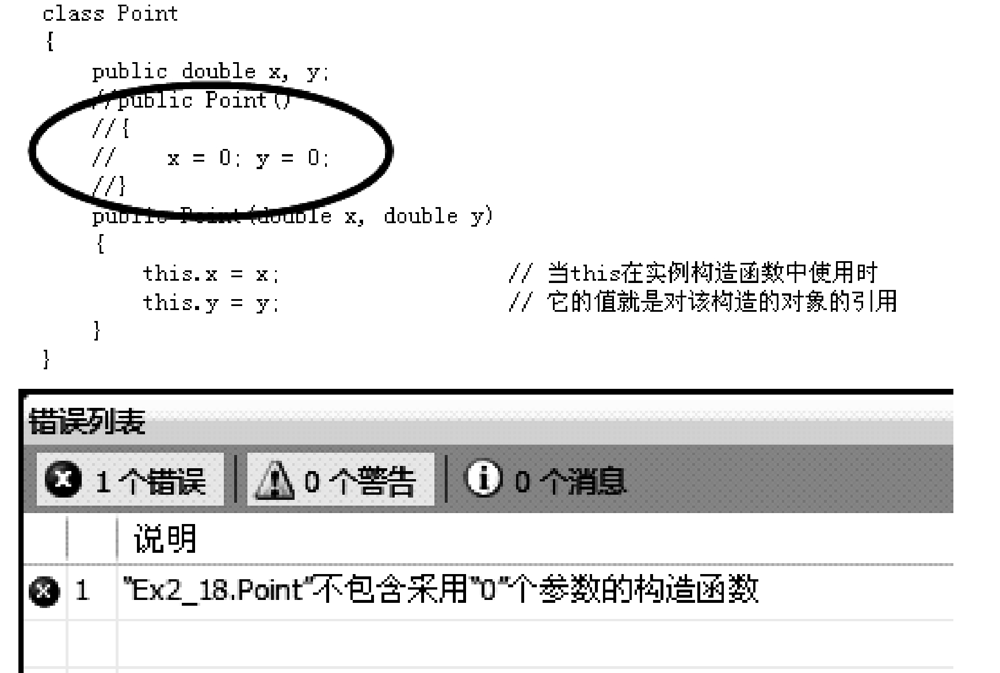 class Point
{
public double x, y;
//public Point()
//{
//    x = 0; y = 0;
//}
public Point(double x, double y)
{
this.x = x; // 当this在实例构造函数中使用时
this.y = y; // 它的值就是对该构造的对象的引用
}
}
错误列表
1 个错误 0 个警告 0 个消息
说明
1 "Ex2_18.Point"不包含采用"0"个参数的构造函数